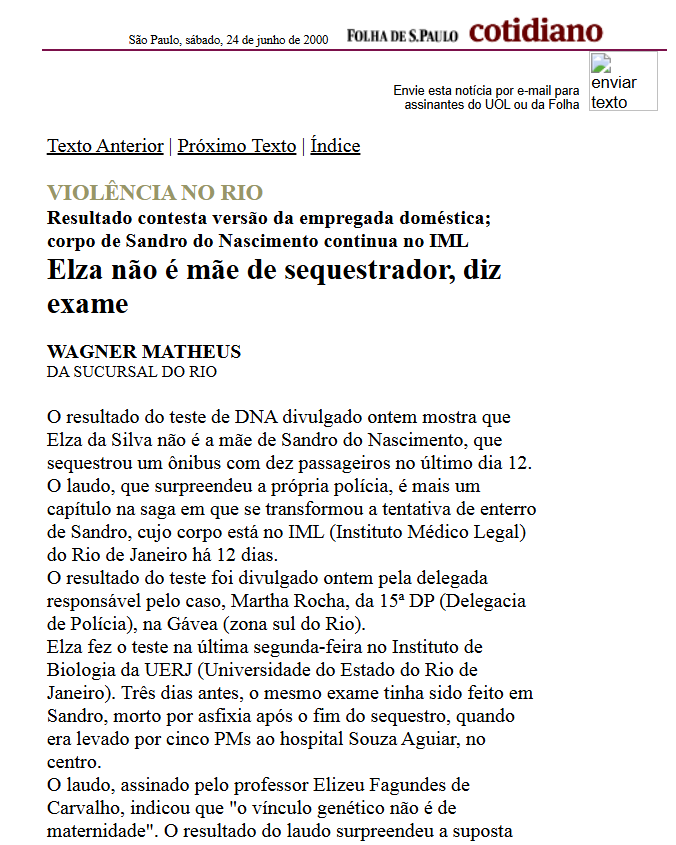 São Paulo, sábado, 24 de junho de 2000 FOLHA DE S.PAULO cotidiano
Envie esta notícia por e-mail para
assinantes do UOL ou da Folha
enviar
texto
Texto Anterior | Próximo Texto | Índice
VIOLÊNCIA NO RIO
Resultado contesta versão da empregada doméstica;
corpo de Sandro do Nascimento continua no IML
Elza não é mãe de sequestrador, diz
exame
WAGNER MATHEUS
DA SUCURSAL DO RIO
O resultado do teste de DNA divulgado ontem mostra que
Elza da Silva não é a mãe de Sandro do Nascimento, que
sequestrou um ônibus com dez passageiros no último dia 12.
O laudo, que surpreendeu a própria polícia, é mais um
capítulo na saga em que se transformou a tentativa de enterro
de Sandro, cujo corpo está no IML (Instituto Médico Legal)
do Rio de Janeiro há 12 dias.
O resultado do teste foi divulgado ontem pela delegada
responsável pelo caso, Martha Rocha, da 15ª DP (Delegacia
de Polícia), na Gávea (zona sul do Rio).
Elza fez o teste na última segunda-feira no Instituto de
Biologia da UERJ (Universidade do Estado do Rio de
Janeiro). Três dias antes, o mesmo exame tinha sido feito em
Sandro, morto por asfixia após o fim do sequestro, quando
era levado por cinco PMs ao hospital Souza Aguiar, no
centro.
O laudo, assinado pelo professor Elizeu Fagundes de
Carvalho, indicou que "o vínculo genético não é de
maternidade". O resultado do laudo surpreendeu a suposta